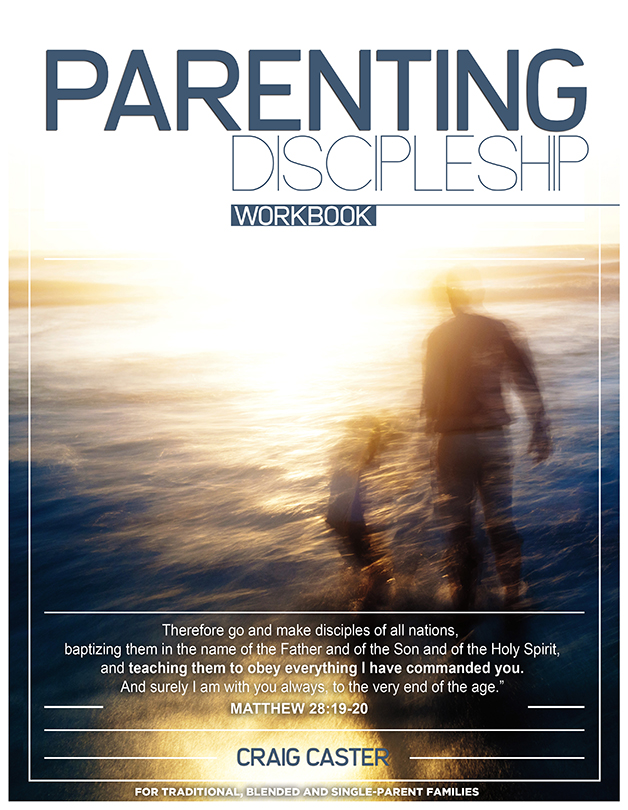 PARENTING
DISCIPLESHIP
WORKBOOK
Therefore go and make disciples of all nations,
baptizing them in the name of the Father and of the Son and of the Holy Spirit,
and teaching them to obey everything I have commanded you.
And surely I am with you always, to the very end of the age.”
MATTHEW 28:19-20
CRAIG CASTER
FOR TRADITIONAL, BLENDED AND SINGLE-PARENT FAMILIES